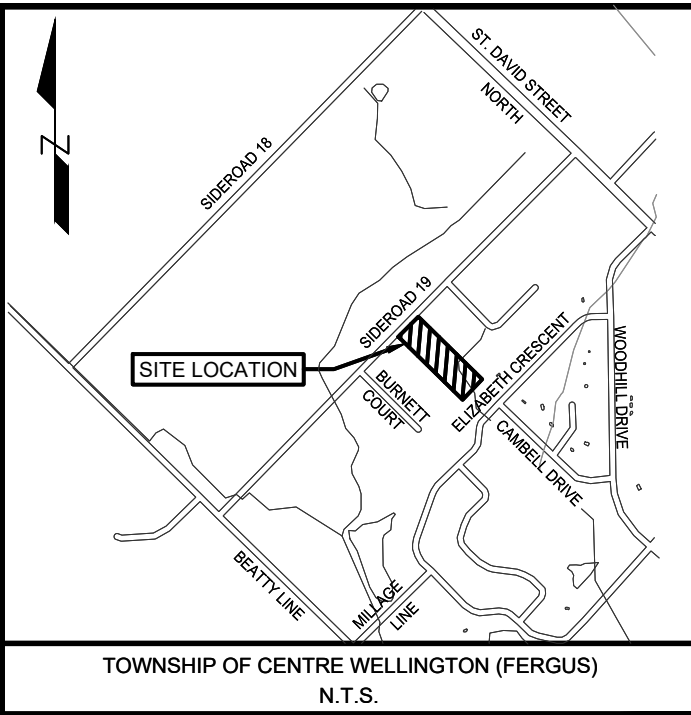 ST. DAVID STREET
NORTH
SIDEROAD 18
N
SIDEROAD 19
SITE LOCATION
BURNETT
COURT
ELIZABETH CRESCENT
WOODHILL DRIVE
CAMBELL DRIVE
BEATTY LINE
MILLAGE
LINE
TOWNSHIP OF CENTRE WELLINGTON (FERGUS)
N.T.S.